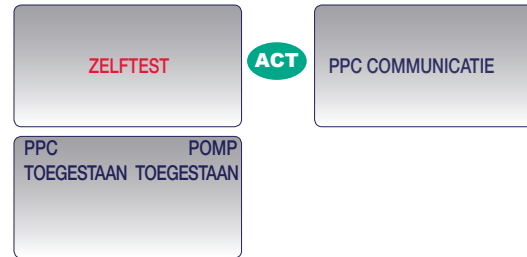 ZELFTEST
ACT
PPC COMMUNICATIE
PPC POMP
TOEGESTAAN TOEGESTAAN